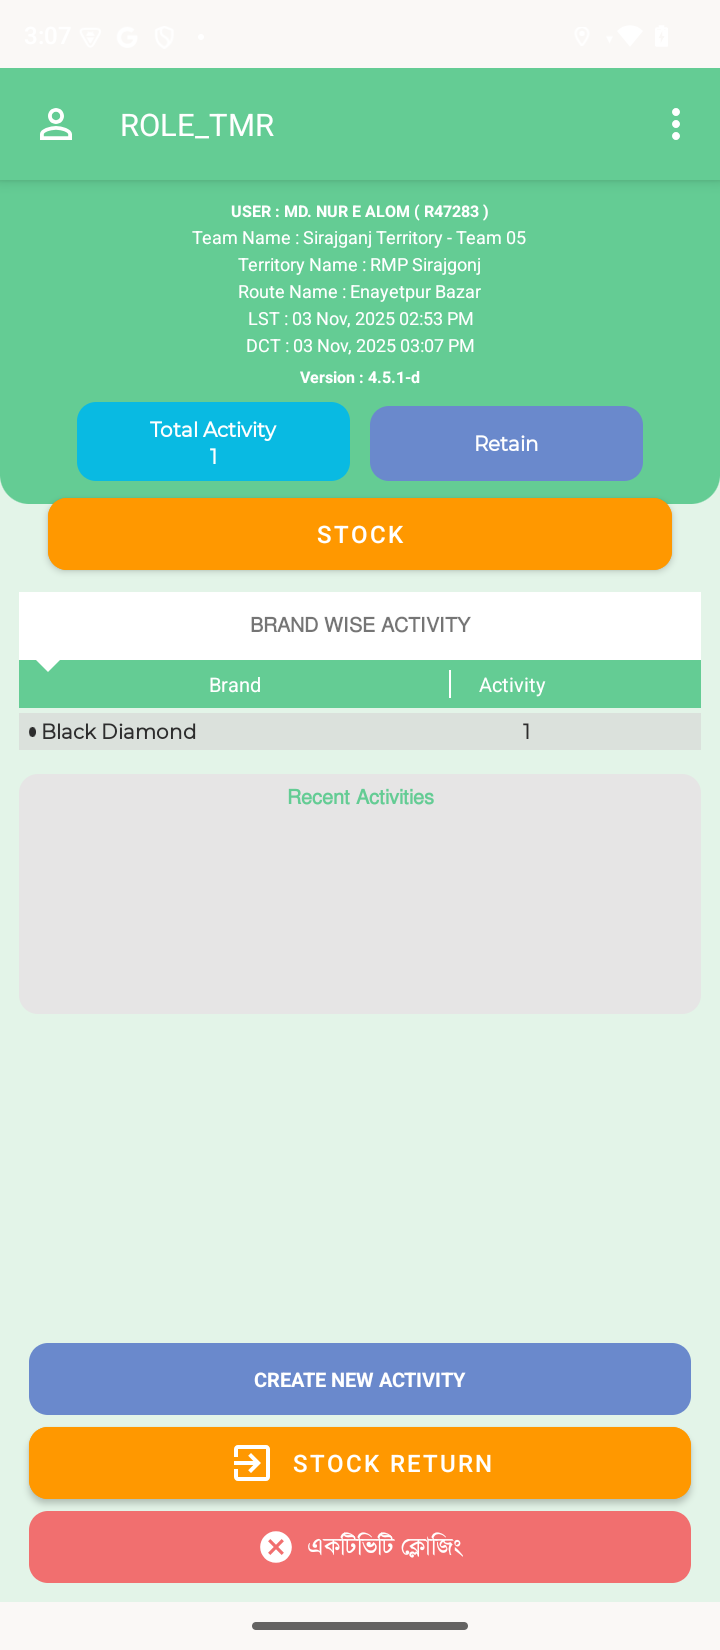 3:07
ROLE_TMR
USER : MD. NUR E ALOM ( R47283 )
Team Name : Sirajganj Territory - Team 05
Territory Name : RMP Sirajgonj
Route Name : Enayetpur Bazar
LST : 03 Nov, 2025 02:53 PM
DCT : 03 Nov, 2025 03:07 PM
Version : 4.5.1-d
Total Activity
1
Retain
STOCK
BRAND WISE ACTIVITY
Brand
Activity
Black Diamond
1
Recent Activities
CREATE NEW ACTIVITY
STOCK RETURN
একটিভিটি ক্লোজিং